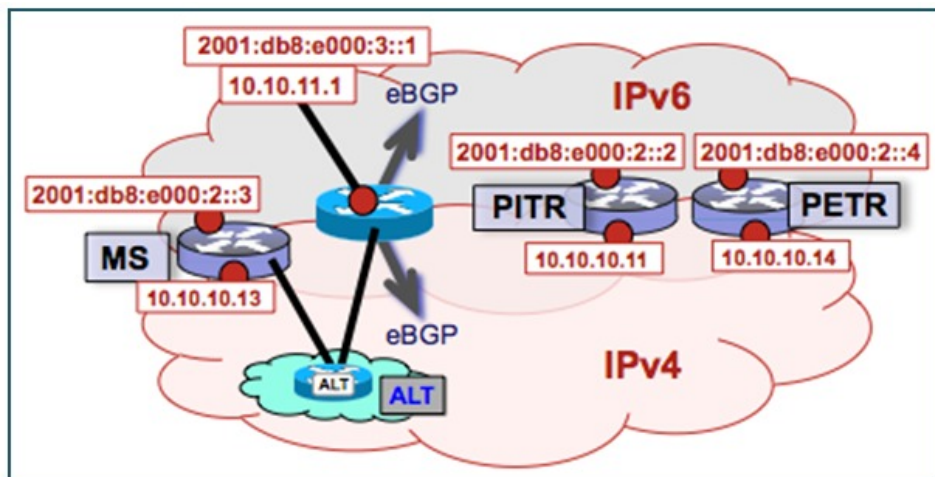 2001:db8:e000:3::1
10.10.11.1
eBGP
IPv6
2001:db8:e000:2::2
2001:db8:e000:2::4
2001:db8:e000:2::3
PITR
PETR
MS
10.10.10.11
10.10.10.14
10.10.10.13
eBGP
IPv4
ALT
ALT